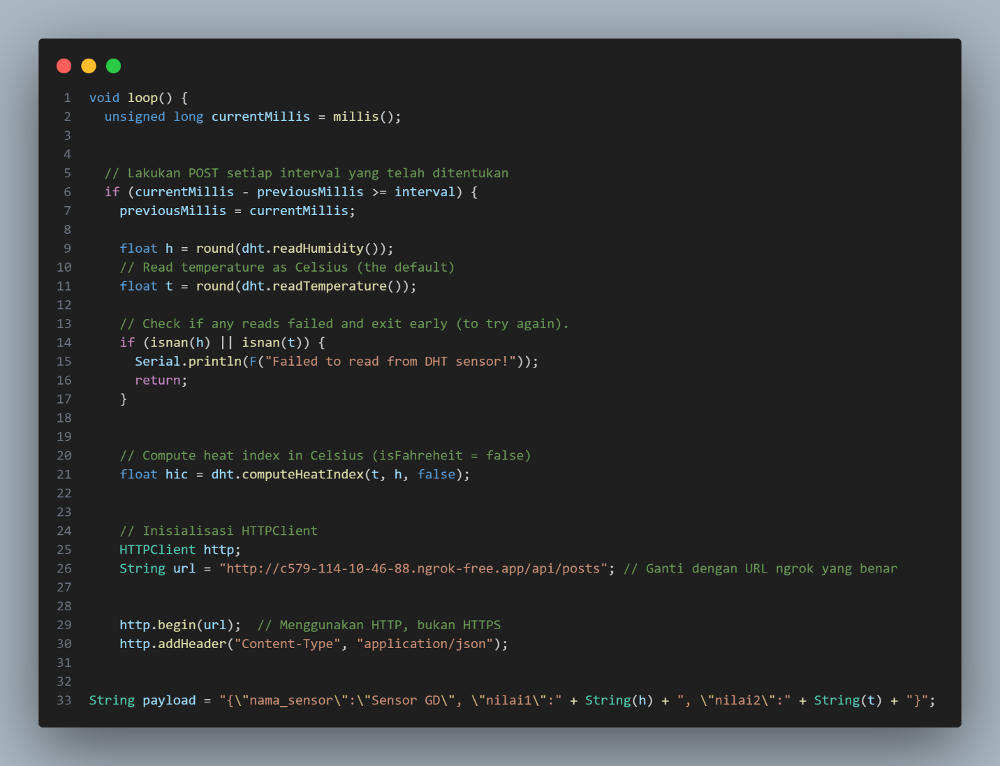 1 void loop() {
2   unsigned long currentMillis = millis();
3
4
5   // Lakukan POST setiap interval yang telah ditentukan
6   if (currentMillis - previousMillis >= interval) {
7     previousMillis = currentMillis;
8
9     float h = round(dht.readHumidity());
10     // Read temperature as Celsius (the default)
11     float t = round(dht.readTemperature());
12
13     // Check if any reads failed and exit early (to try again).
14     if (isnan(h) || isnan(t)) {
15       Serial.println(F("Failed to read from DHT sensor!"));
16       return;
17     }
18
19
20     // Compute heat index in Celsius (isFahreheit = false)
21     float hic = dht.computeHeatIndex(t, h, false);
22
23
24     // Inisialisasi HTTPClient
25     HTTPClient http;
26     String url = "http://c579-114-10-46-88.ngrok-free.app/api/posts"; // Ganti dengan URL ngrok yang benar
27
28
29     http.begin(url);  // Menggunakan HTTP, bukan HTTPS
30     http.addHeader("Content-Type", "application/json");
31
32
33 String payload = "{\"nama_sensor\":\"Sensor GD\", \"nilai1\":" + String(h) + ", \"nilai2\":" + String(t) + "}";